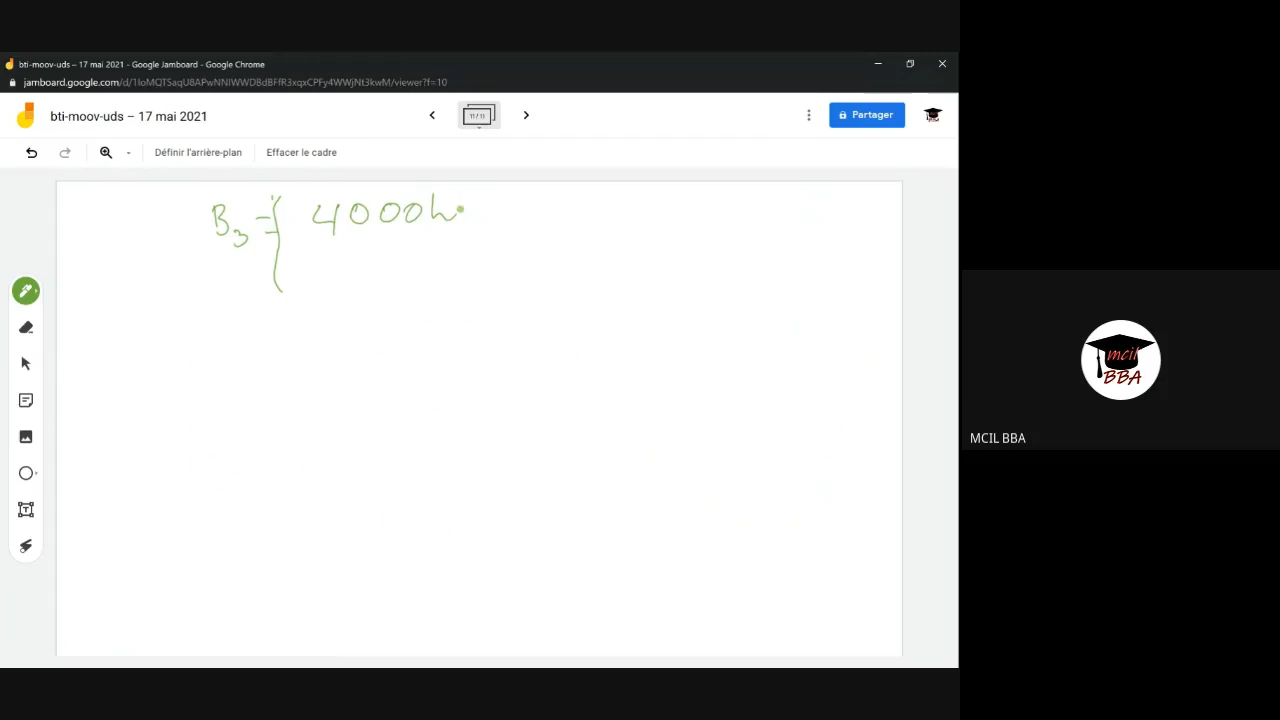 bti-moov-uds – 17 mai 2021 - Google Jamboard - Google Chrome
jamboard.google.com/d/1loMQTSaqU8APwNNIWWD8dBFfR3xqxCPFy4WWjNt3kwM/viewer?f=10
bti-moov-uds – 17 mai 2021
11 / 11
Partager
Définir l'arrière-plan
Effacer le cadre
B3 = { 4000h
mcil
BBA
MCIL BBA